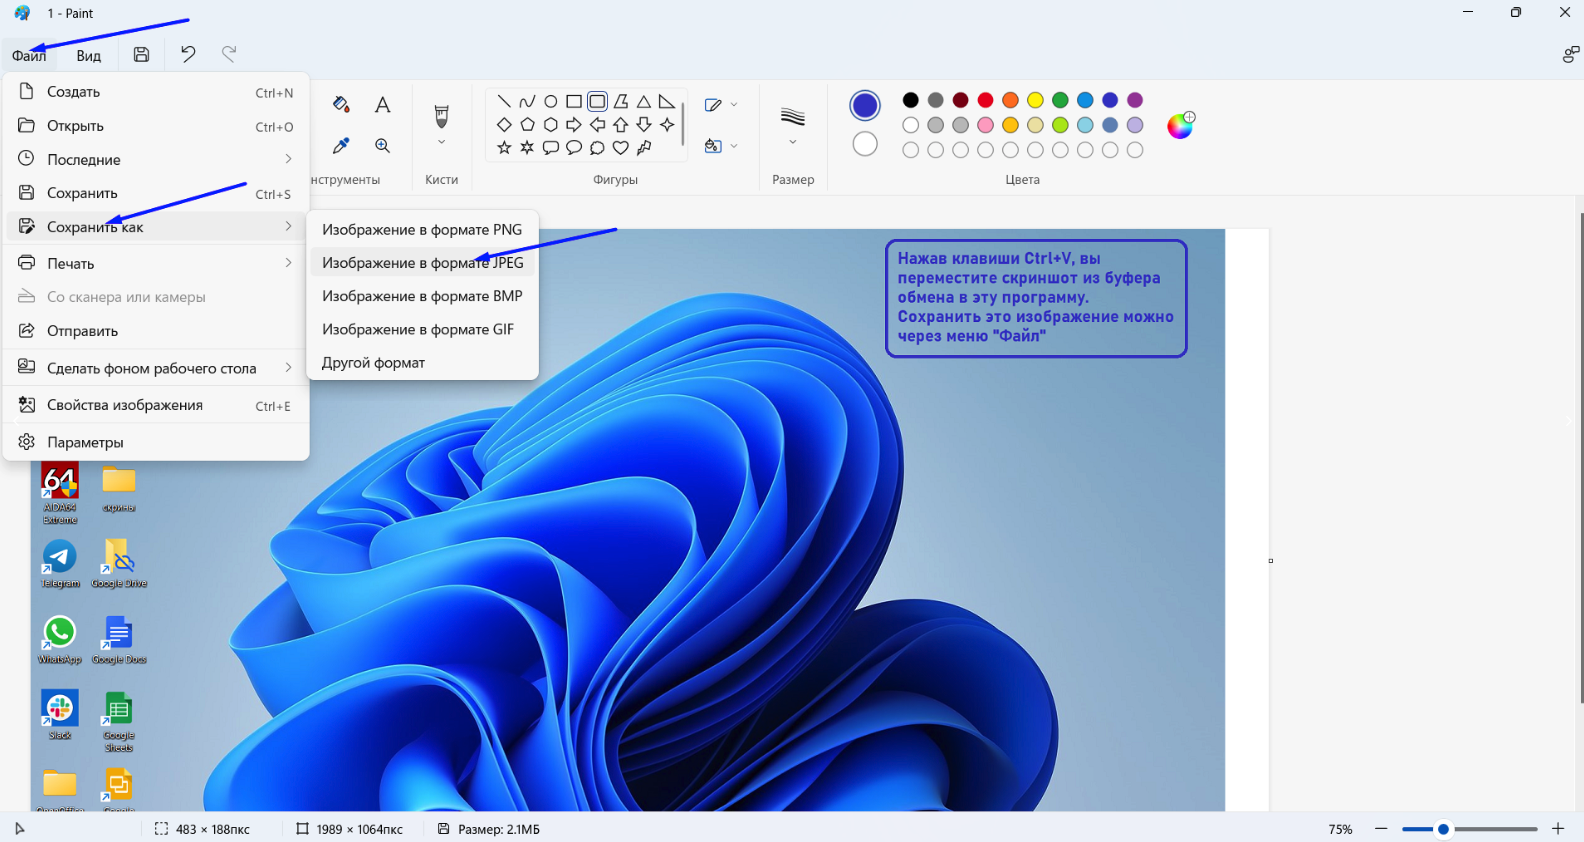 1 - Paint
Файл
Вид
Создать Ctrl+N
Открыть Ctrl+O
Последние
Сохранить Ctrl+S
Сохранить как
Печать
Со сканера или камеры
Отправить
Сделать фоном рабочего стола
Свойства изображения Ctrl+E
Параметры
Изображение в формате PNG
Изображение в формате JPEG
Изображение в формате BMP
Изображение в формате GIF
Другой формат
A
нструменты
Кисти
Фигуры
Размер
Цвета
Нажав клавиши Ctrl+V, вы
переместите скриншот из буфера
обмена в эту программу.
Сохранить это изображение можно
через меню "Файл"
64
AIDA64
Extreme
скрины
Telegram
Google Drive
WhatsApp
Google Docs
Slack
Google
Sheets
OpenOffice
Google
483 × 188пкс
1989 × 1064пкс
Размер: 2.1МБ
75%